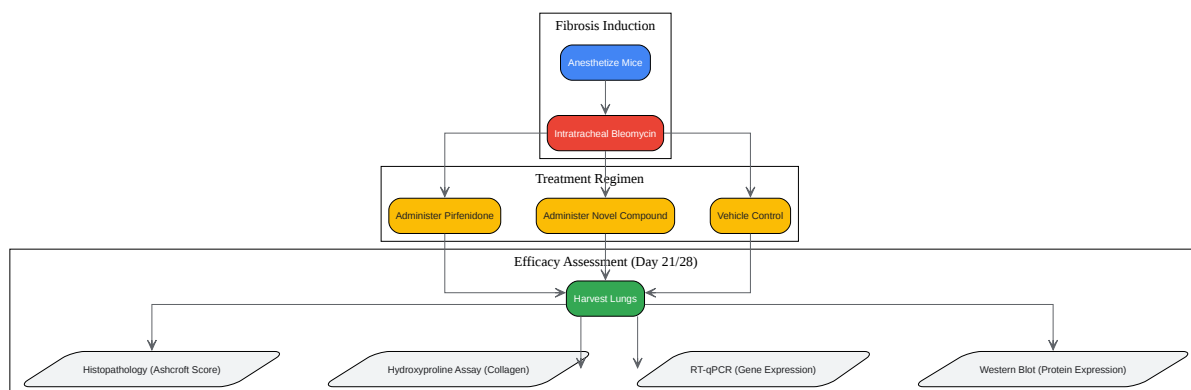 Fibrosis Induction
Anesthetize Mice
Intratracheal Bleomycin
Treatment Regimen
Administer Pirfenidone
Administer Novel Compound
Vehicle Control
Efficacy Assessment (Day 21/28)
Harvest Lungs
Histopathology (Ashcroft Score)
Hydroxyproline Assay (Collagen)
RT-qPCR (Gene Expression)
Western Blot (Protein Expression)